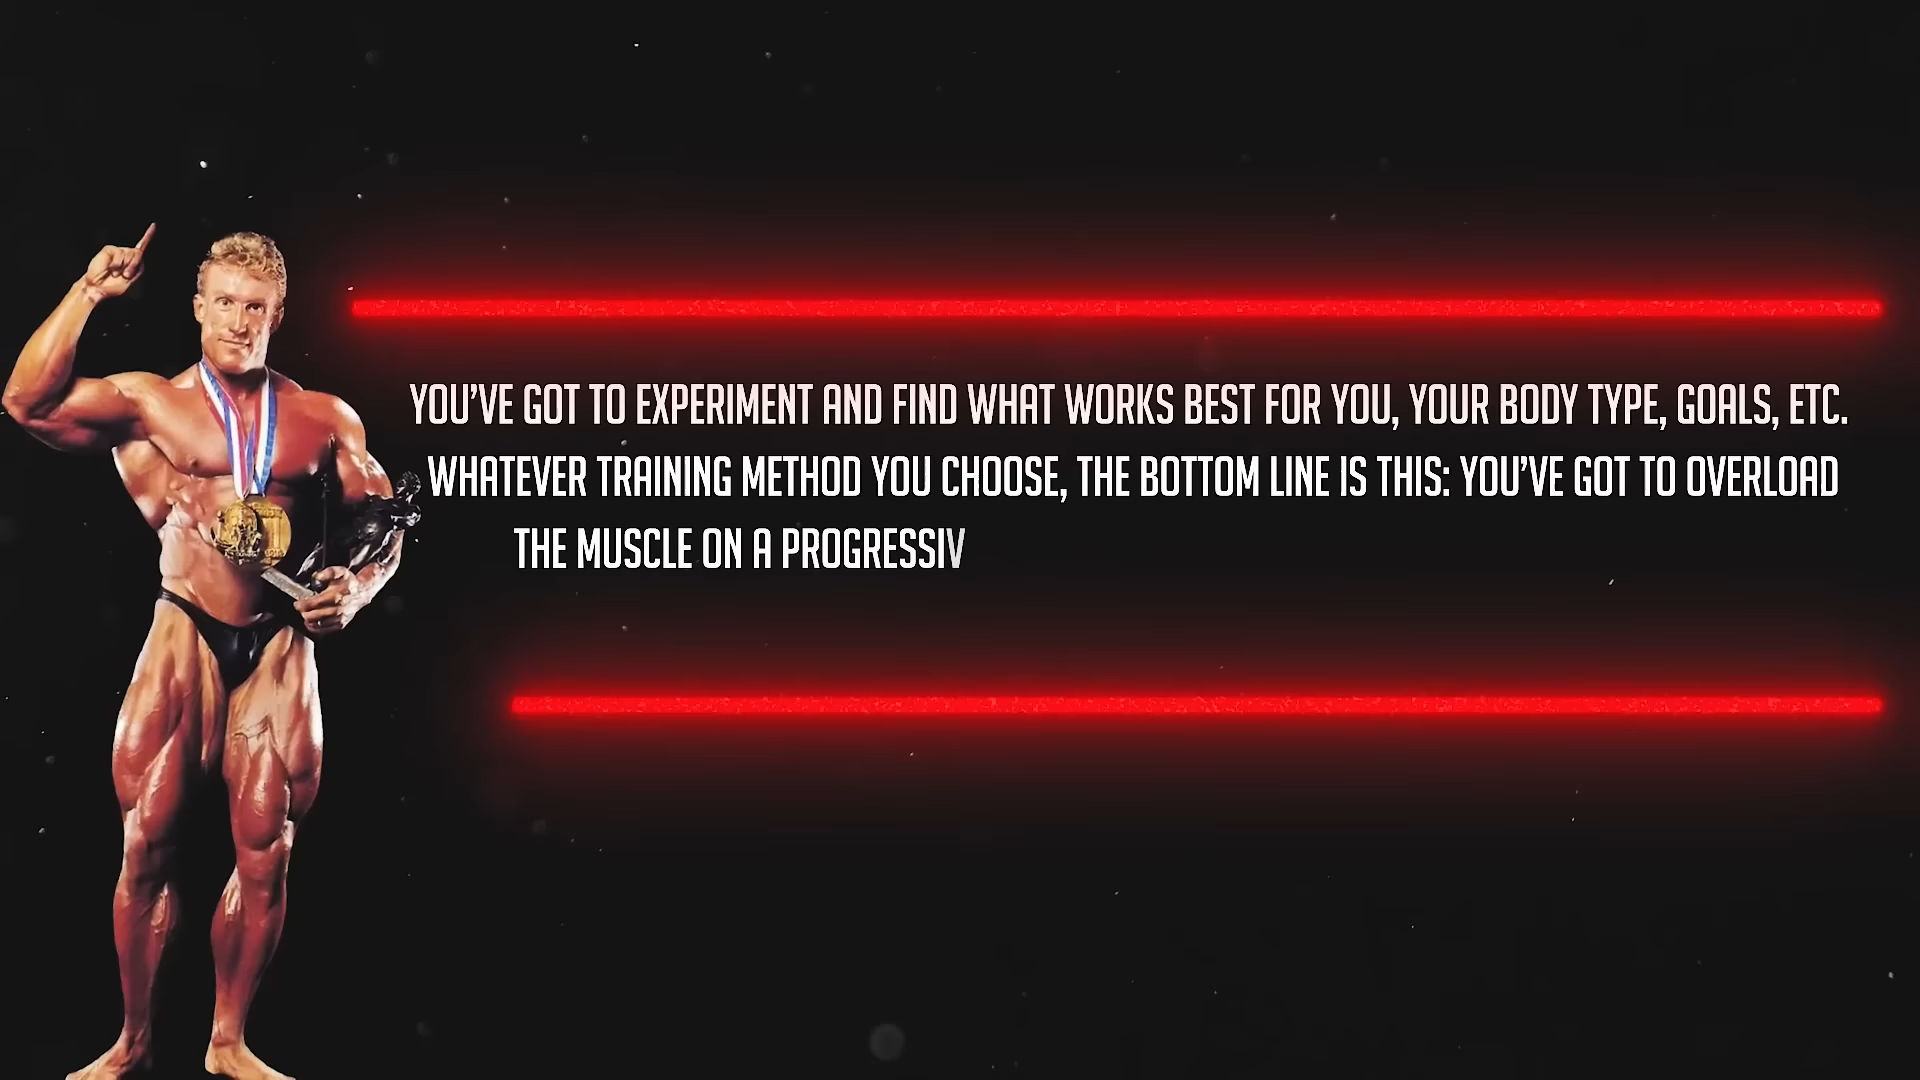 YOU'VE GOT TO EXPERIMENT AND FIND WHAT WORKS BEST FOR YOU, YOUR BODY TYPE, GOALS, ETC.
WHATEVER TRAINING METHOD YOU CHOOSE, THE BOTTOM LINE IS THIS: YOU'VE GOT TO OVERLOAD
THE MUSCLE ON A PROGRESSIV